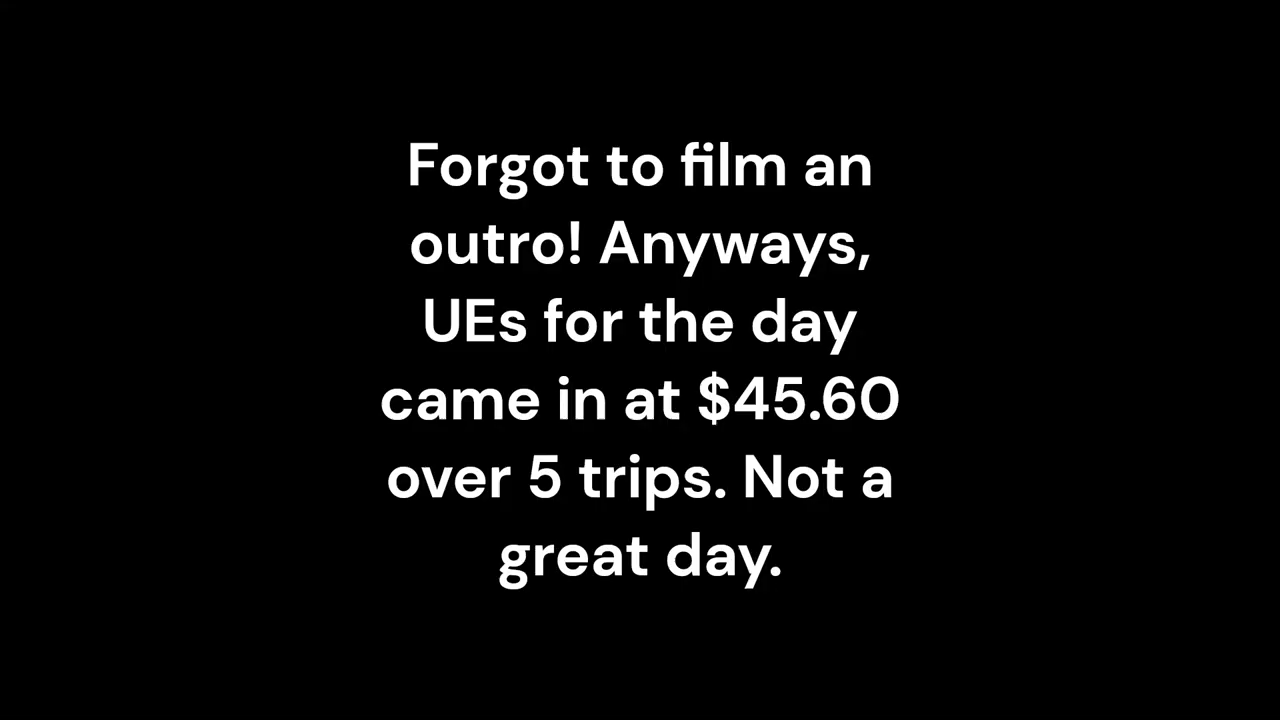 Forgot to film an
outro! Anyways,
UEs for the day
came in at $45.60
over 5 trips. Not a
great day.